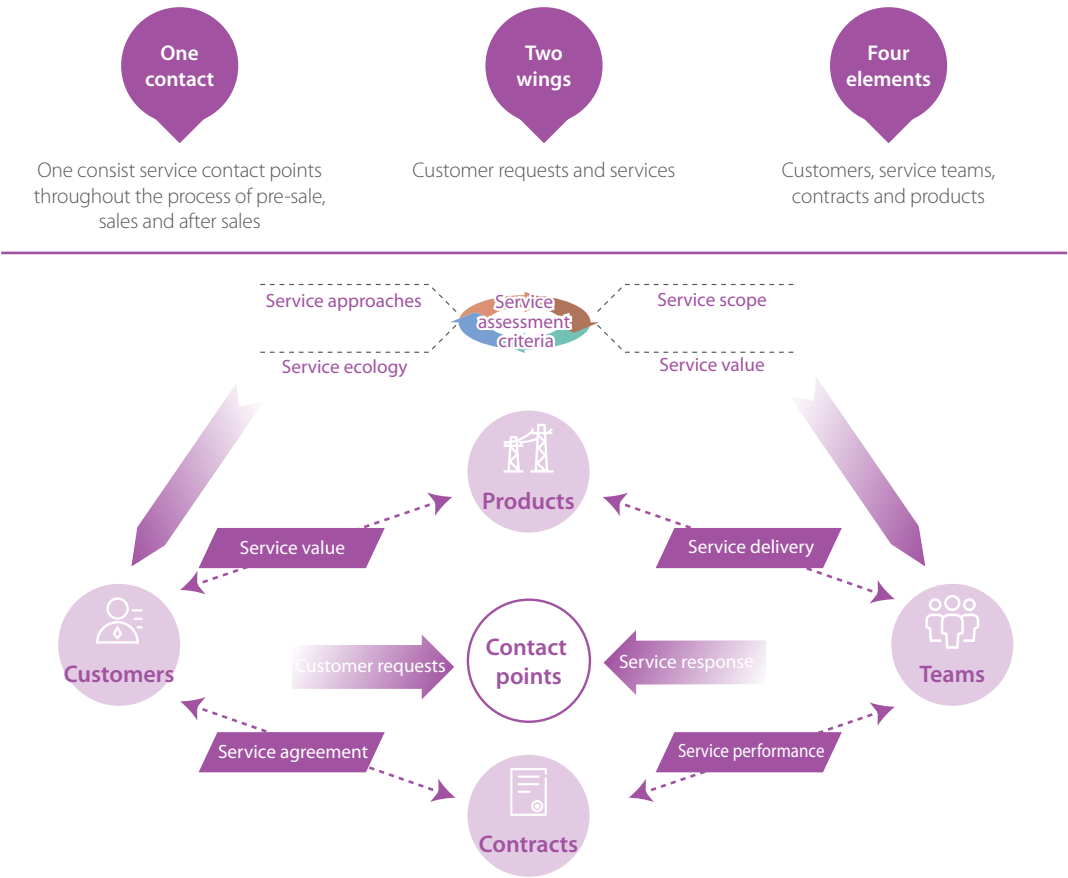 One
contact
Two
wings
Four
elements
One consist service contact points
throughout the process of pre-sale,
sales and after sales
Customer requests and services
Customers, service teams,
contracts and products
Service approaches
Service
assessment
criteria
Service scope
Service ecology
Service value
Products
Service value
Service delivery
Customers
Customer requests
Contact
points
Service response
Teams
Service agreement
Service performance
Contracts